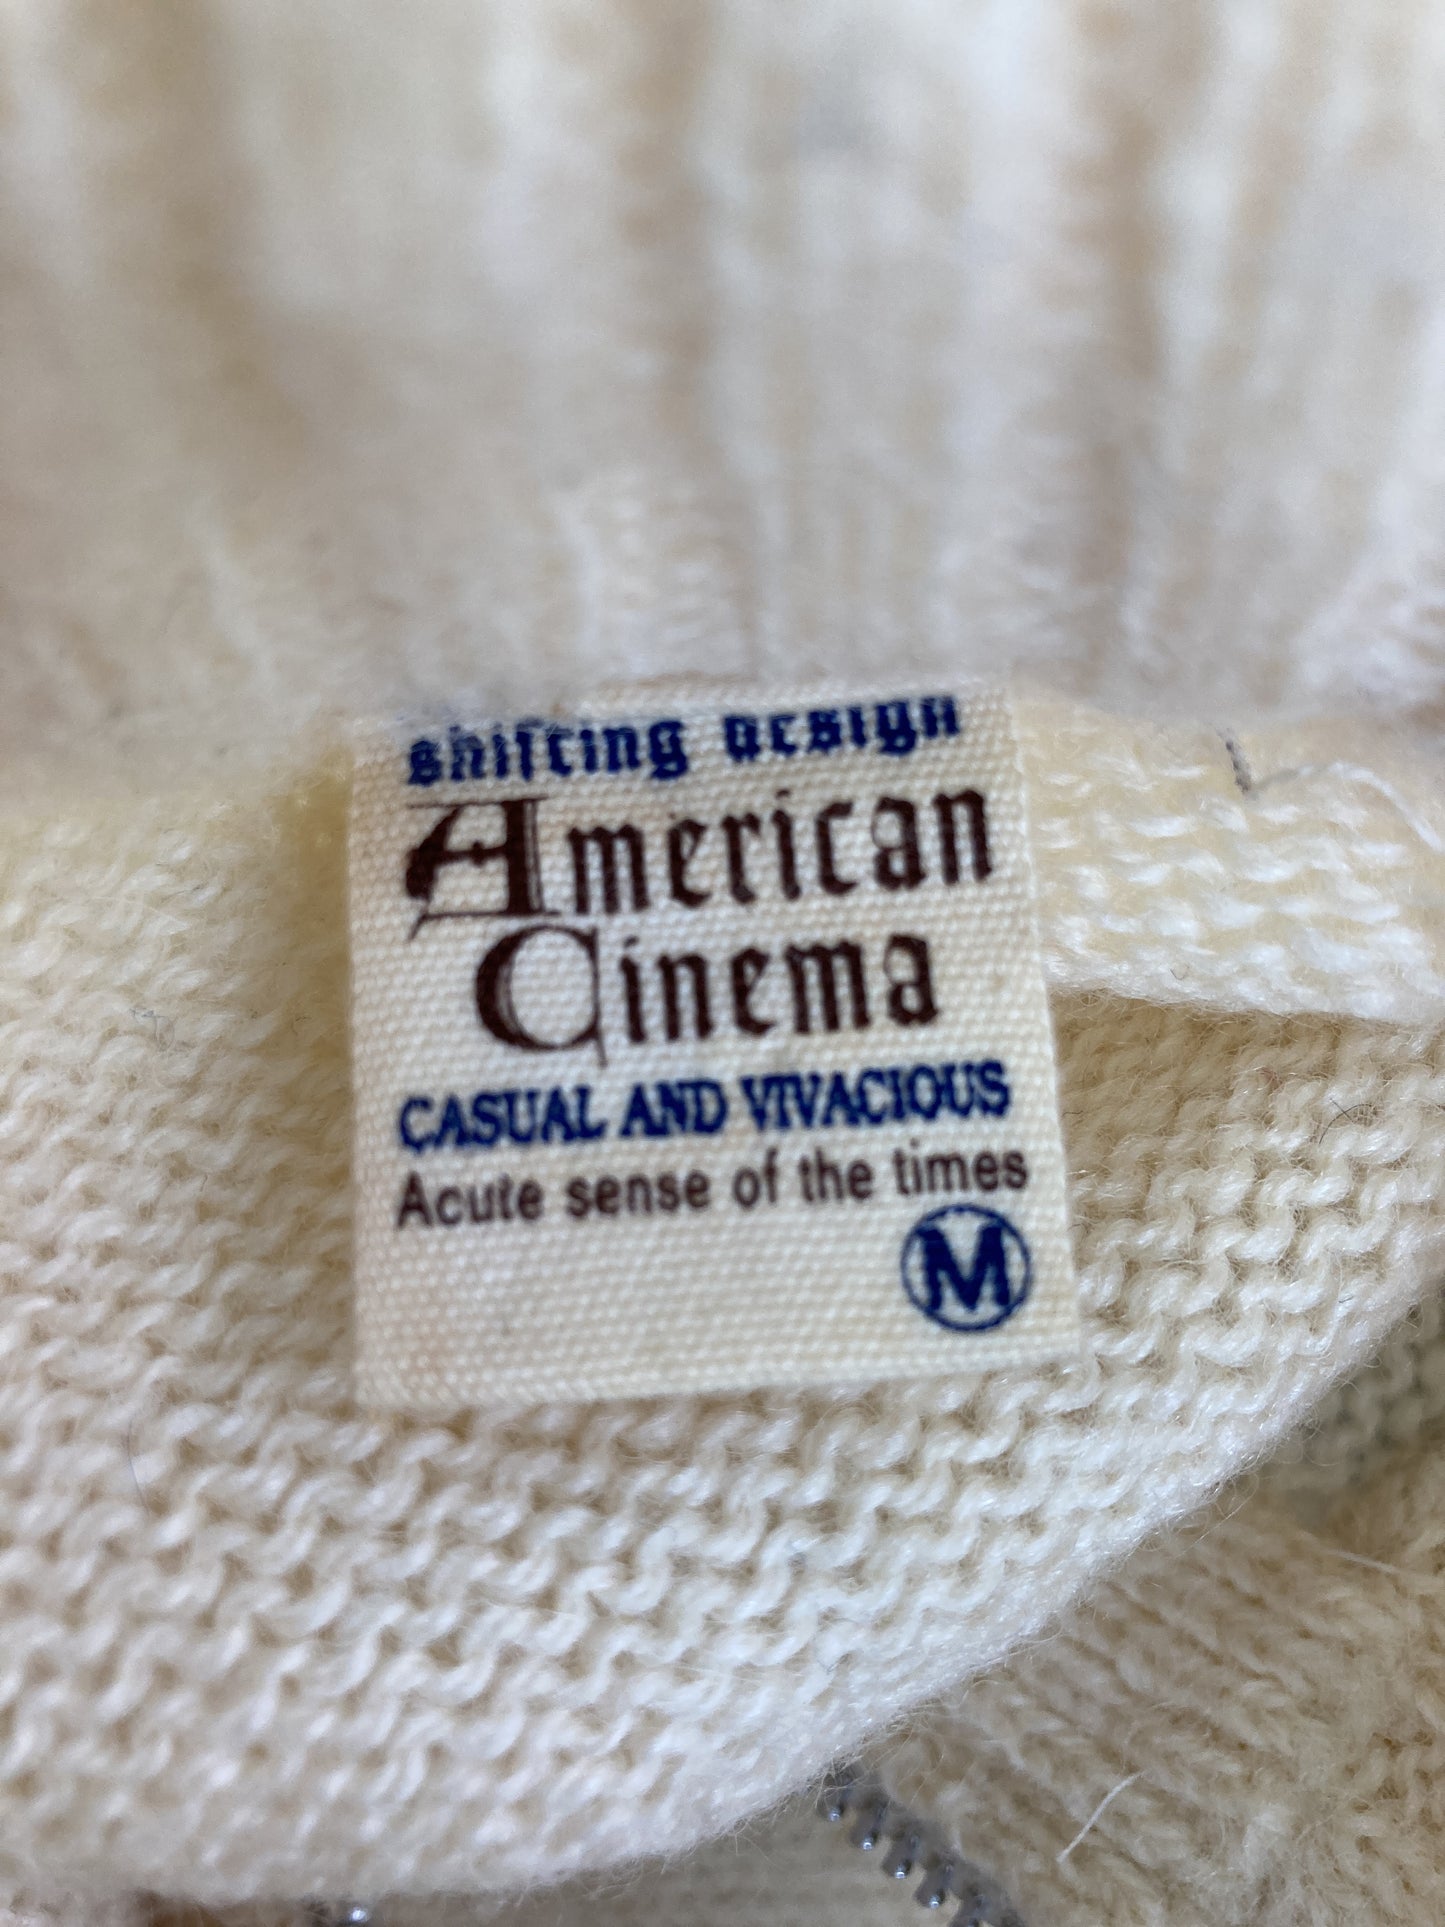 shifting design
American
Cinema
CASUAL AND VIVACIOUS
Acute sense of the times
M